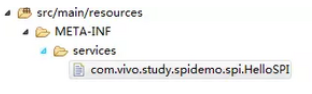 src/main/resources
META-INF
services
com.vivo.study.spidemo.spi.HelloSPI